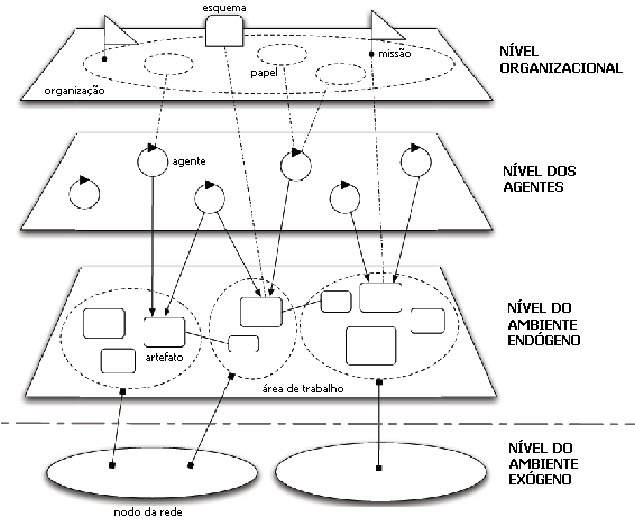 esquema
missão
papel
organização
NÍVEL
ORGANIZACIONAL
agente
NÍVEL DOS
AGENTES
artefato
área de trabalho
NÍVEL DO
AMBIENTE
ENDÓGENO
nodo da rede
NÍVEL DO
AMBIENTE
EXÓGENO